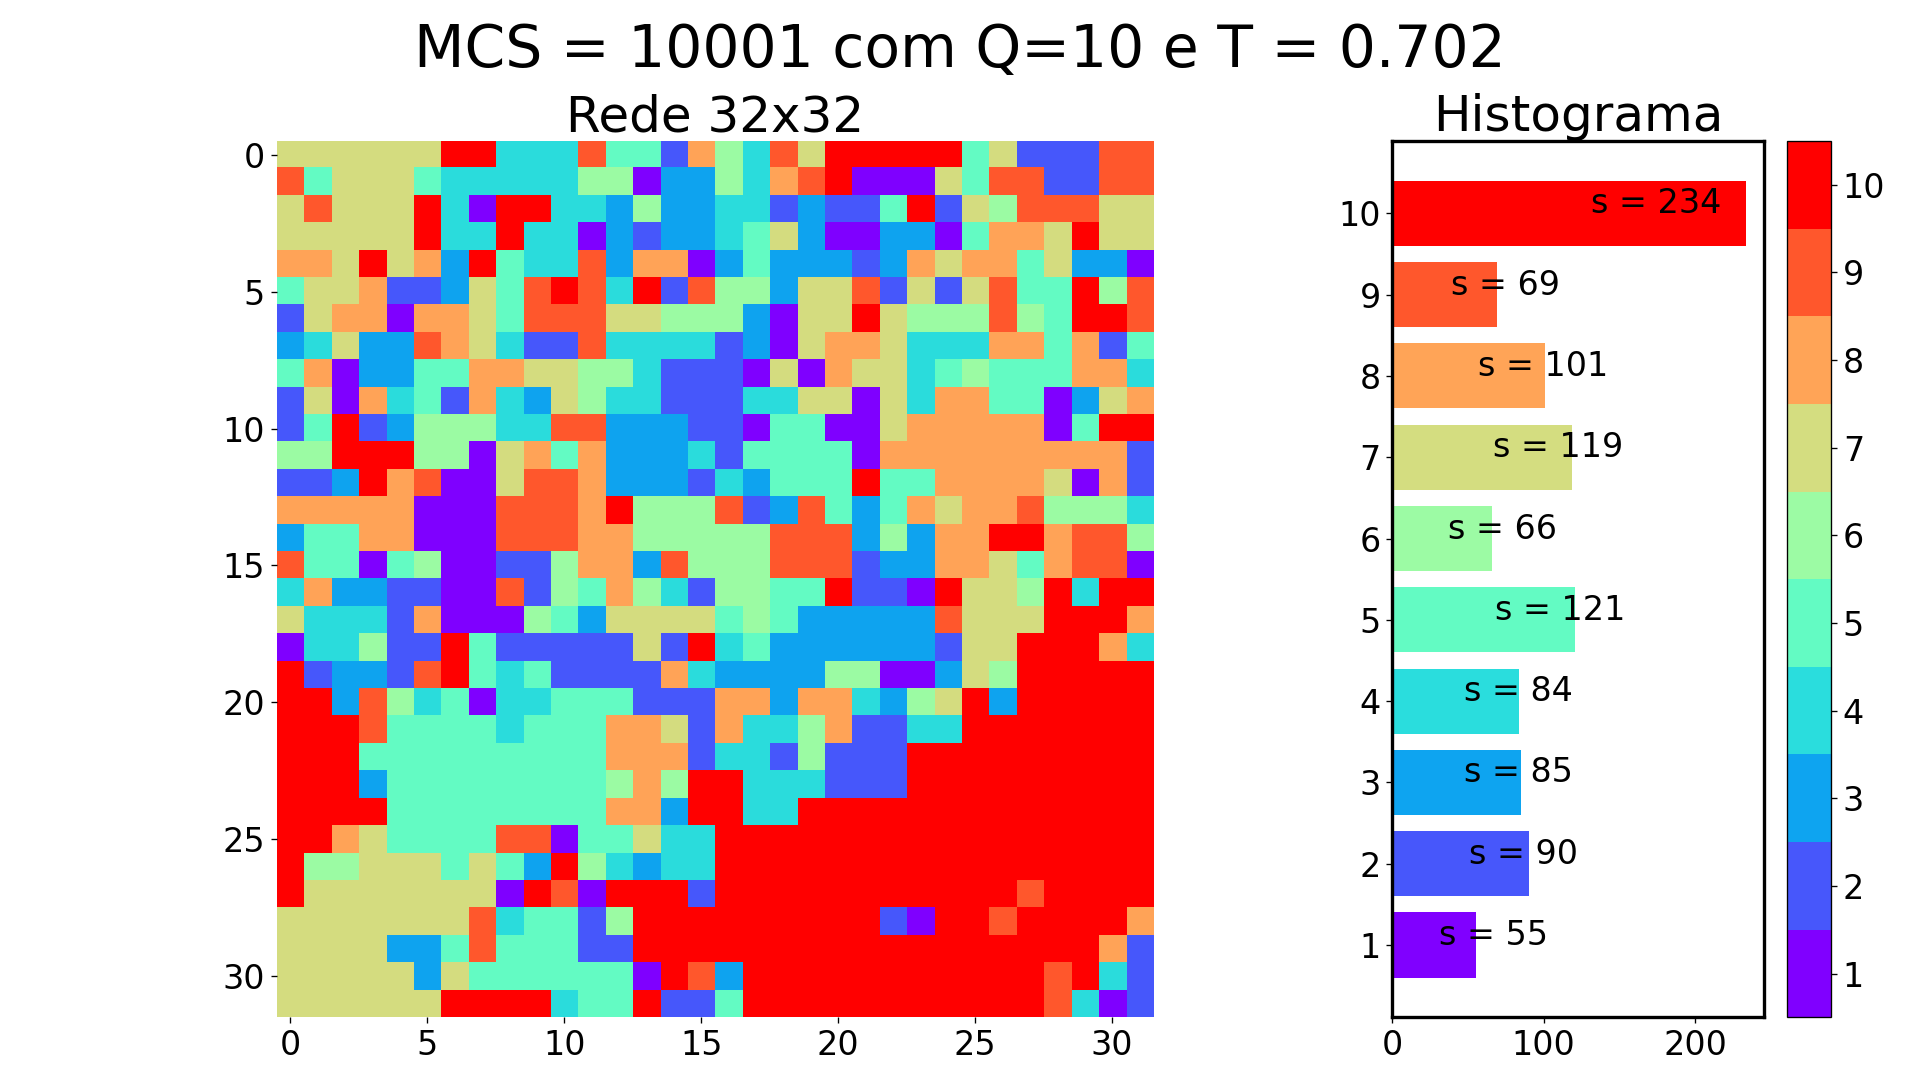 MCS = 10001 com Q=10 e T = 0.702
Rede 32x32
0
5
10
15
20
25
30
0 5 10 15 20 25 30
Histograma
10 s = 234
9 s = 69
8 s = 101
7 s = 119
6 s = 66
5 s = 121
4 s = 84
3 s = 85
2 s = 90
1 s = 55
0 100 200
10
9
8
7
6
5
4
3
2
1